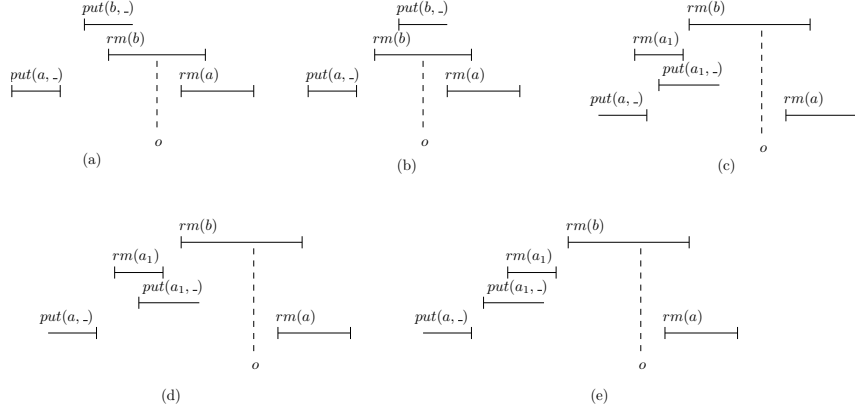 put(b, _)
rm(b)
put(a, _)
rm(a)
o
(a)
put(b, _)
rm(b)
put(a, _)
rm(a)
o
(b)
rm(b)
rm(a₁)
put(a₁, _)
put(a, _)
rm(a)
o
(c)
rm(b)
rm(a₁)
put(a₁, _)
put(a, _)
rm(a)
o
(d)
rm(b)
rm(a₁)
put(a₁, _)
put(a, _)
rm(a)
o
(e)